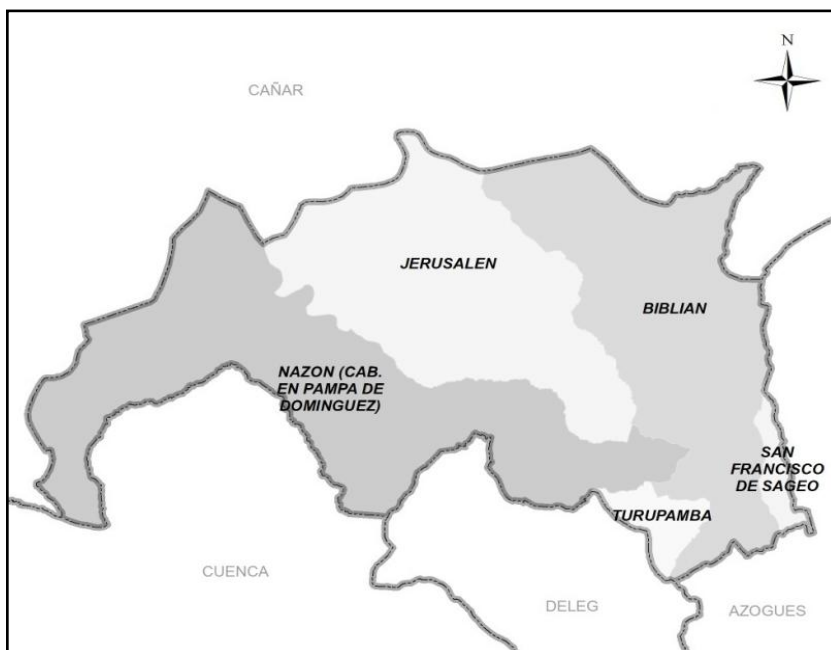 N
CAÑAR
JERUSALEN
BIBLIAN
NAZON (CAB.
EN PAMPA DE
DOMINGUEZ)
SAN
FRANCISCO
DE SAGEO
TURUPAMBA
CUENCA
DELEG
AZOGUES